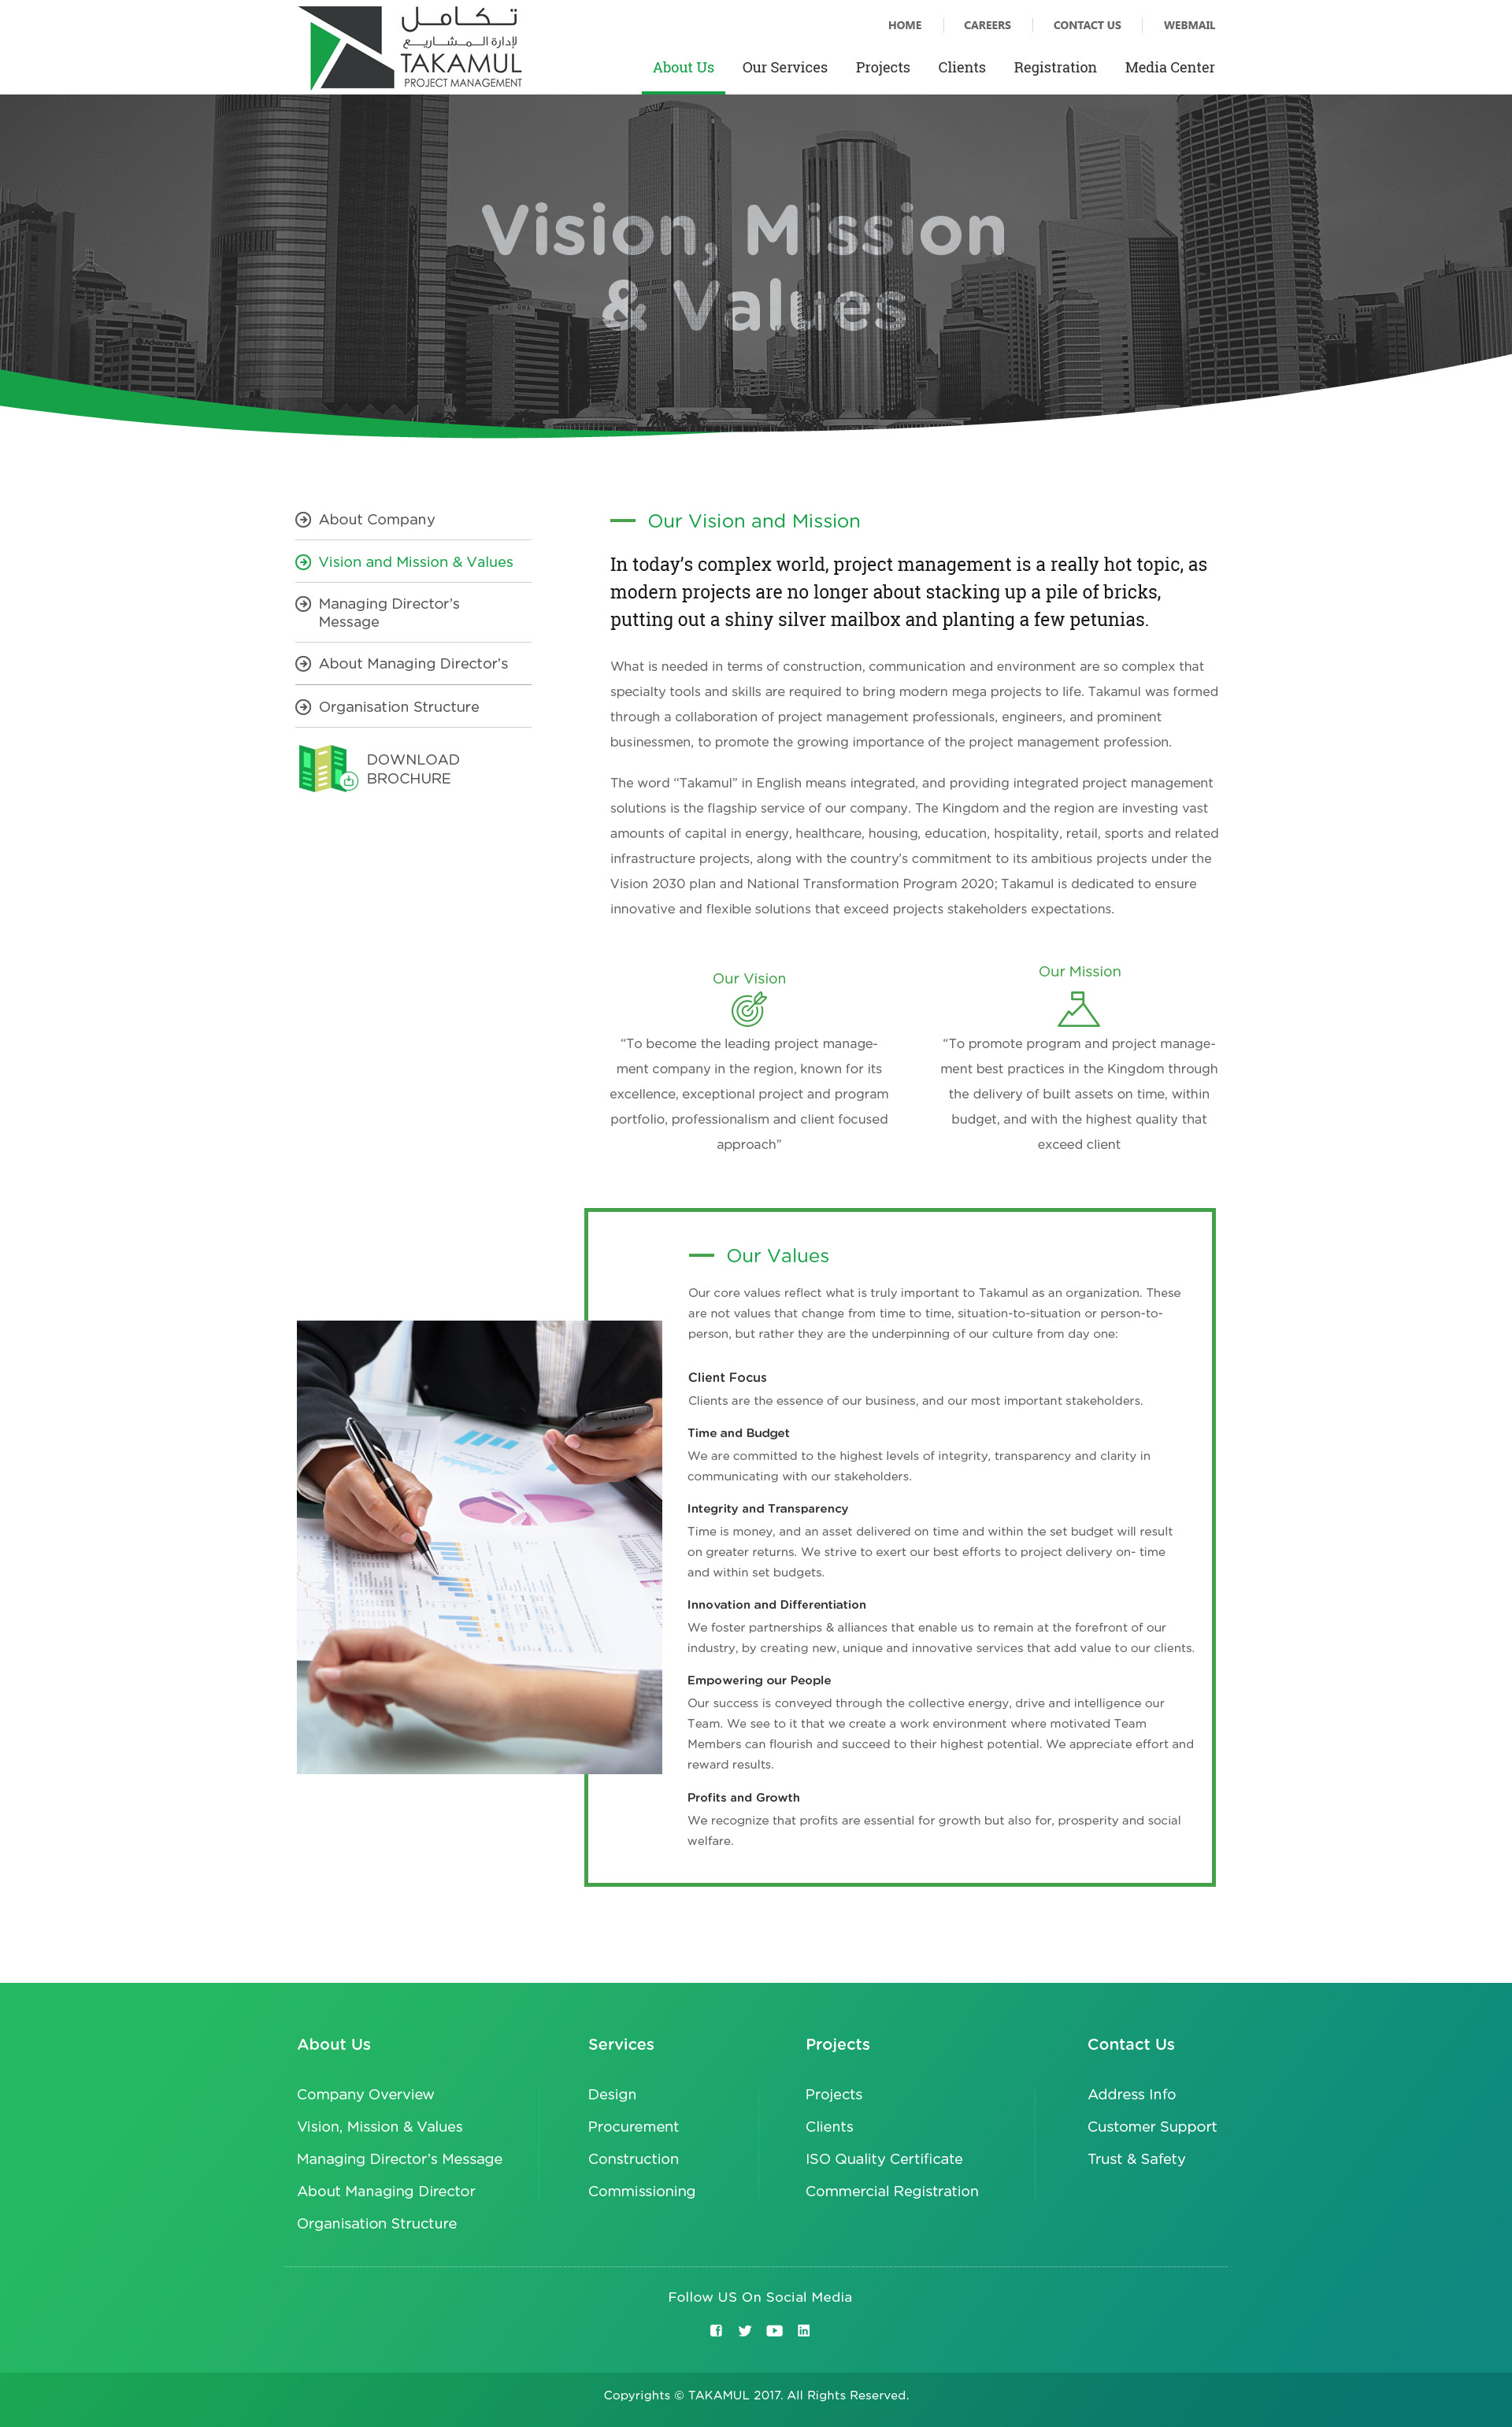 تكامل
لإدارة المشاريع
TAKAMUL
PROJECT MANAGEMENT
HOME
CAREERS
CONTACT US
WEBMAIL
About Us
Our Services
Projects
Clients
Registration
Media Center
Vision, Mission
& Values
About Company
Vision and Mission & Values
Managing Director's
Message
About Managing Director's
Organisation Structure
DOWNLOAD
BROCHURE
Our Vision and Mission
In today's complex world, project management is a really hot topic, as
modern projects are no longer about stacking up a pile of bricks,
putting out a shiny silver mailbox and planting a few petunias.
What is needed in terms of construction, communication and environment are so complex that
specialty tools and skills are required to bring modern mega projects to life. Takamul was formed
through a collaboration of project management professionals, engineers, and prominent
businessmen, to promote the growing importance of the project management profession.
The word “Takamul” in English means integrated, and providing integrated project management
solutions is the flagship service of our company. The Kingdom and the region are investing vast
amounts of capital in energy, healthcare, housing, education, hospitality, retail, sports and related
infrastructure projects, along with the country's commitment to its ambitious projects under the
Vision 2030 plan and National Transformation Program 2020; Takamul is dedicated to ensure
innovative and flexible solutions that exceed projects stakeholders expectations.
Our Vision
“To become the leading project manage-
ment company in the region, known for its
excellence, exceptional project and program
portfolio, professionalism and client focused
approach”
Our Mission
“To promote program and project manage-
ment best practices in the Kingdom through
the delivery of built assets on time, within
budget, and with the highest quality that
exceed client
Our Values
Our core values reflect what is truly important to Takamul as an organization. These
are not values that change from time to time, situation-to-situation or person-to-
person, but rather they are the underpinning of our culture from day one:
Client Focus
Clients are the essence of our business, and our most important stakeholders.
Time and Budget
We are committed to the highest levels of integrity, transparency and clarity in
communicating with our stakeholders.
Integrity and Transparency
Time is money, and an asset delivered on time and within the set budget will result
on greater returns. We strive to exert our best efforts to project delivery on- time
and within set budgets.
Innovation and Differentiation
We foster partnerships & alliances that enable us to remain at the forefront of our
industry, by creating new, unique and innovative services that add value to our clients.
Empowering our People
Our success is conveyed through the collective energy, drive and intelligence our
Team. We see to it that we create a work environment where motivated Team
Members can flourish and succeed to their highest potential. We appreciate effort and
reward results.
Profits and Growth
We recognize that profits are essential for growth but also for, prosperity and social
welfare.
About Us
Company Overview
Vision, Mission & Values
Managing Director's Message
About Managing Director
Organisation Structure
Services
Design
Procurement
Construction
Commissioning
Projects
Projects
Clients
ISO Quality Certificate
Commercial Registration
Contact Us
Address Info
Customer Support
Trust & Safety
Follow US On Social Media
Copyrights © TAKAMUL 2017. All Rights Reserved.